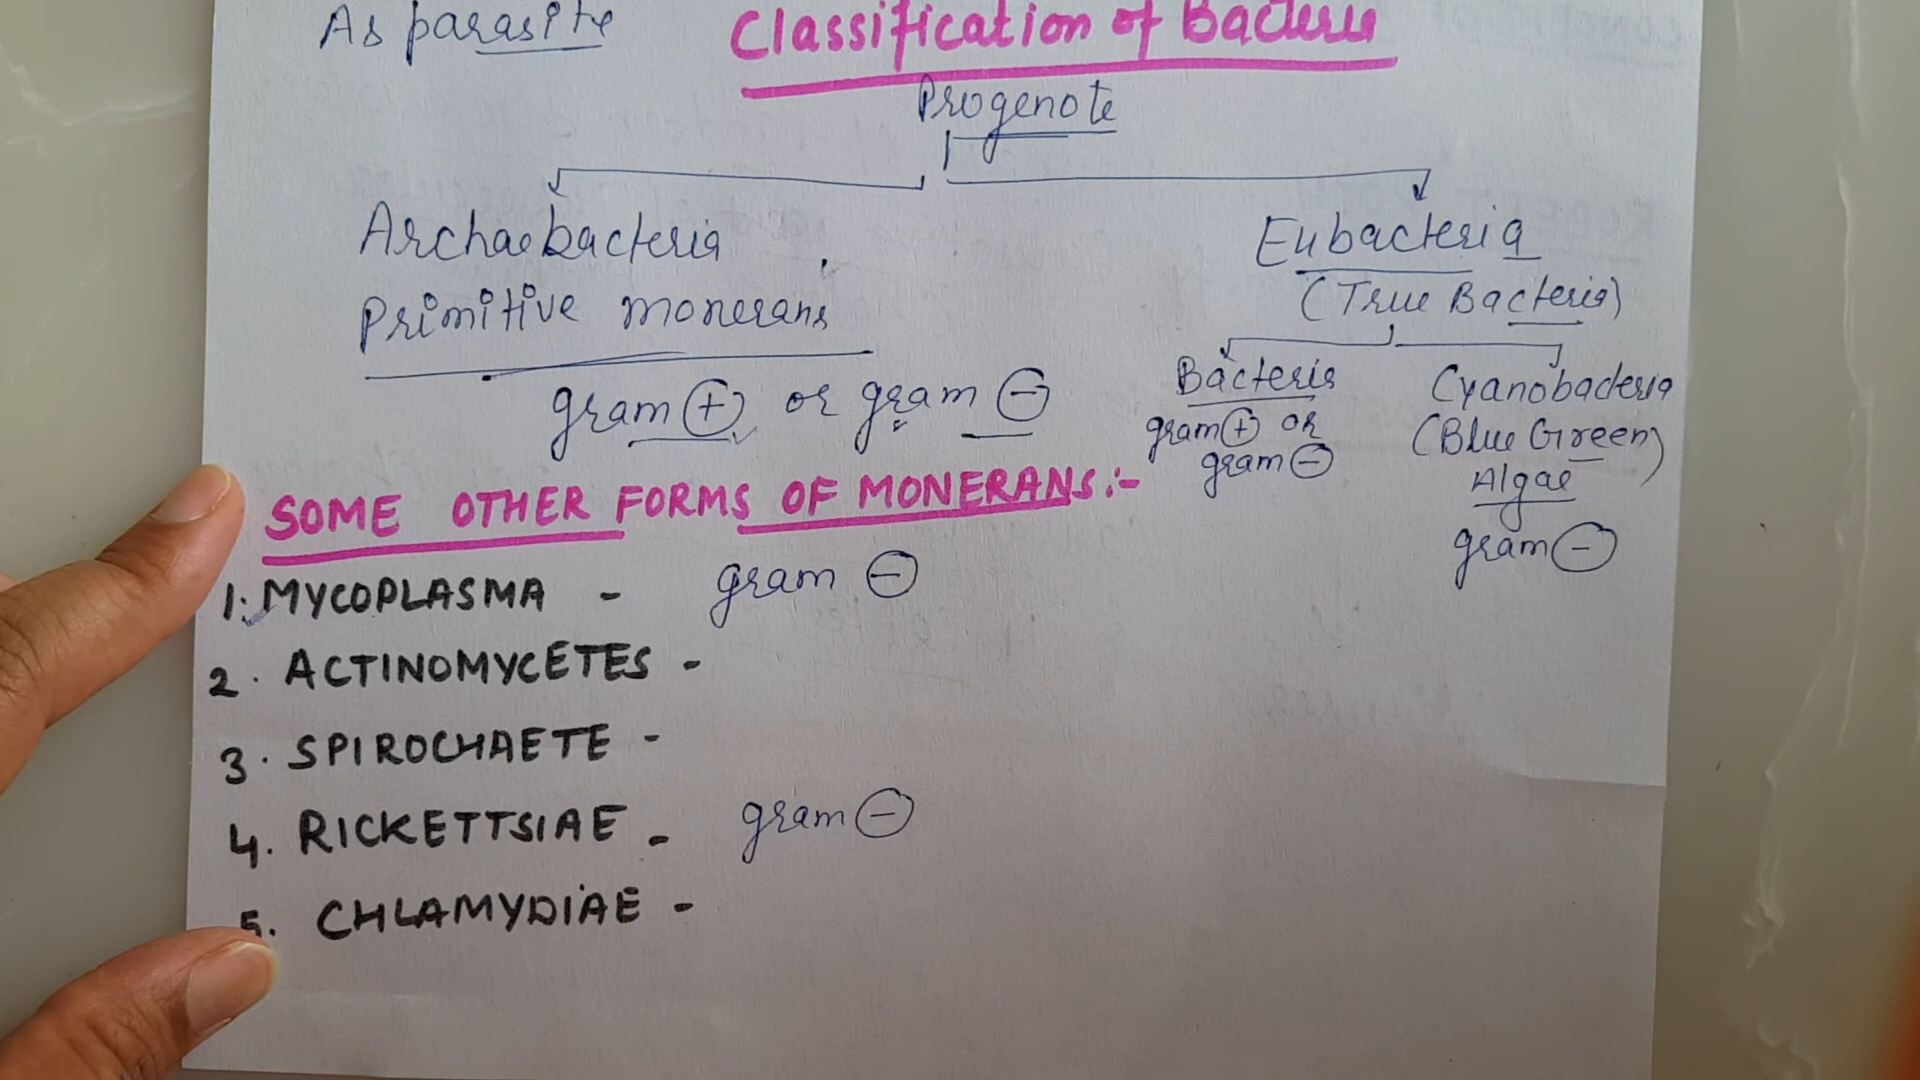 As parasite
Classification of Bacteria
Progenote
Archaebacteria
Primitive monerans
gram ⊕ or gram ⊖
Eubacteria
(True Bacteria)
Bacteria
gram ⊕ or
gram ⊖
Cyanobacteria
(Blue Green)
Algae
gram ⊖
SOME OTHER FORMS OF MONERANS:-
1. MYCOPLASMA - gram ⊖
2. ACTINOMYCETES -
3. SPIROCHAETE -
4. RICKETTSIAE - gram ⊖
5. CHLAMYDIAE -